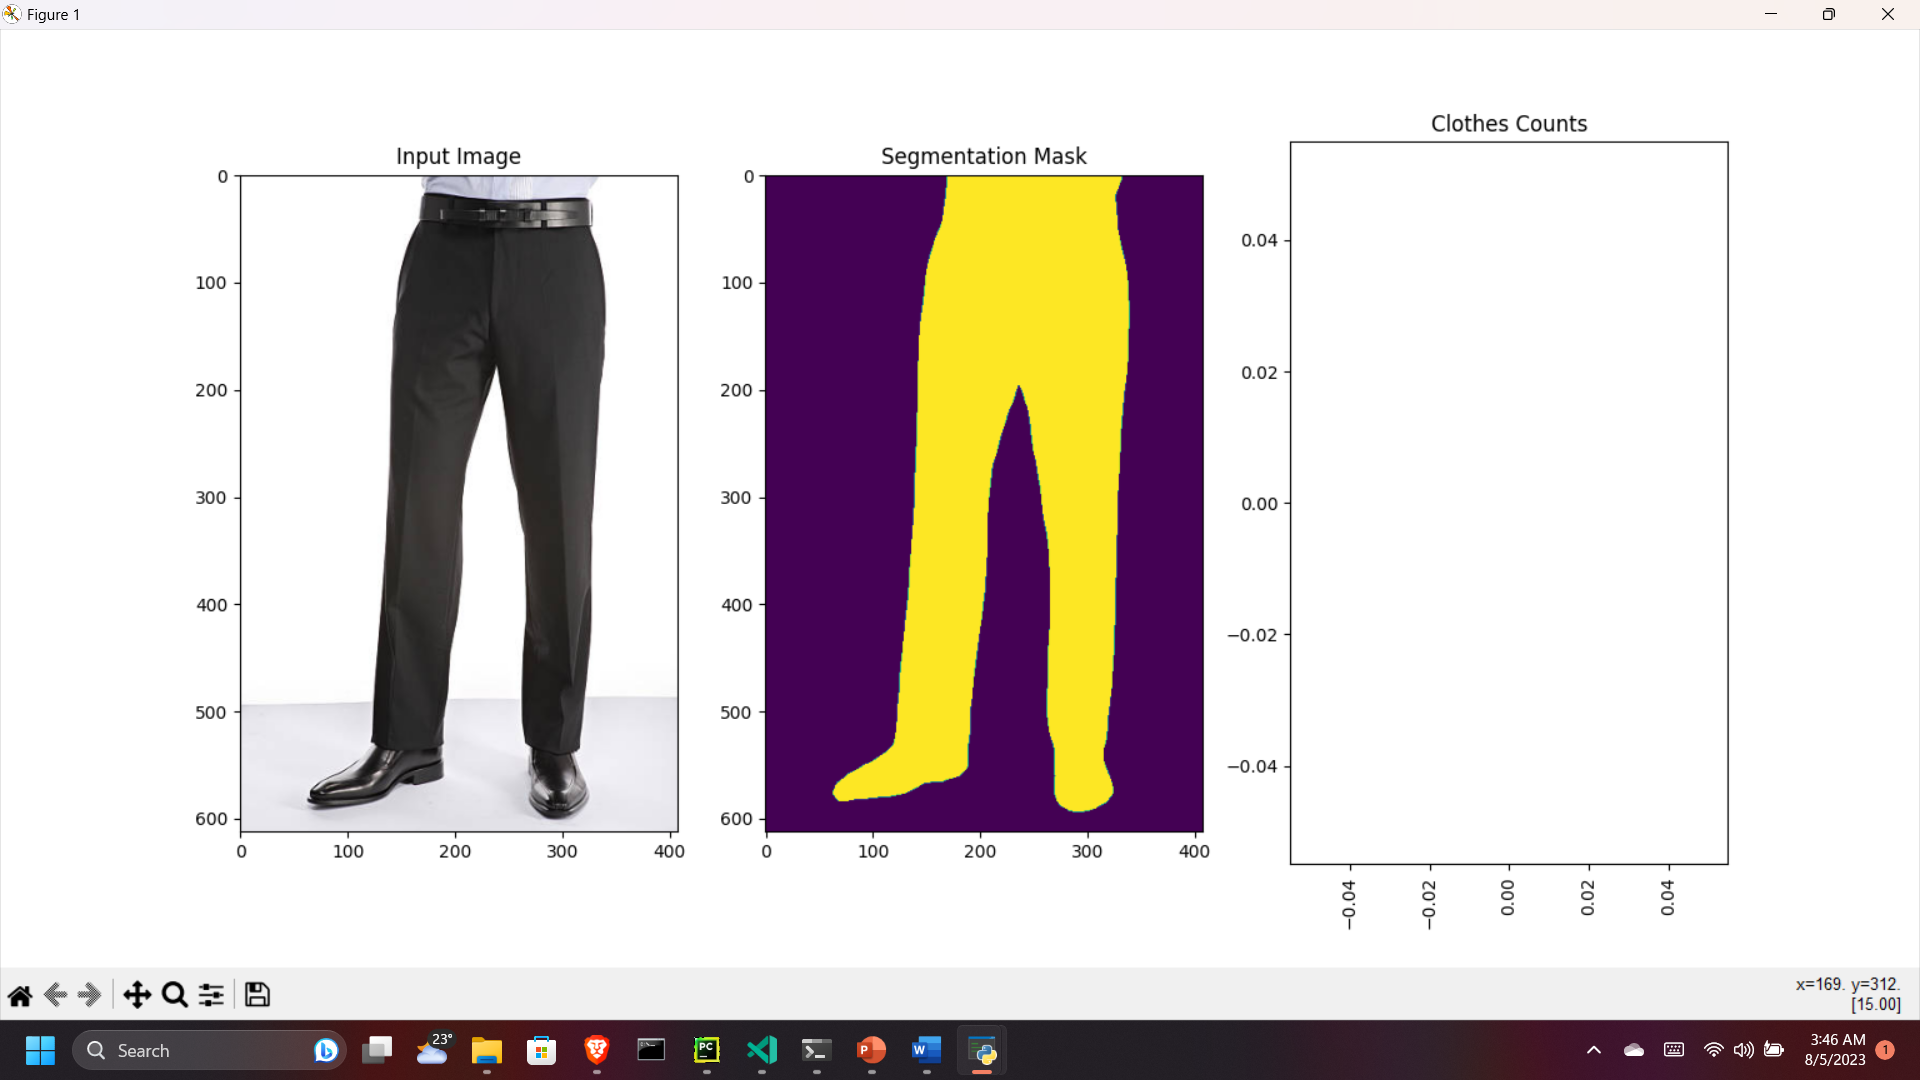 Figure 1
Input Image
0
100
200
300
400
500
600
0 100 200 300 400
Segmentation Mask
0
100
200
300
400
500
600
0 100 200 300 400
Clothes Counts
0.04
0.02
0.00
−0.02
−0.04
−0.04 −0.02 0.00 0.02 0.04
x=169. y=312.
[15.00]
Search
23°
PC
P
W
3:46 AM
8/5/2023
1